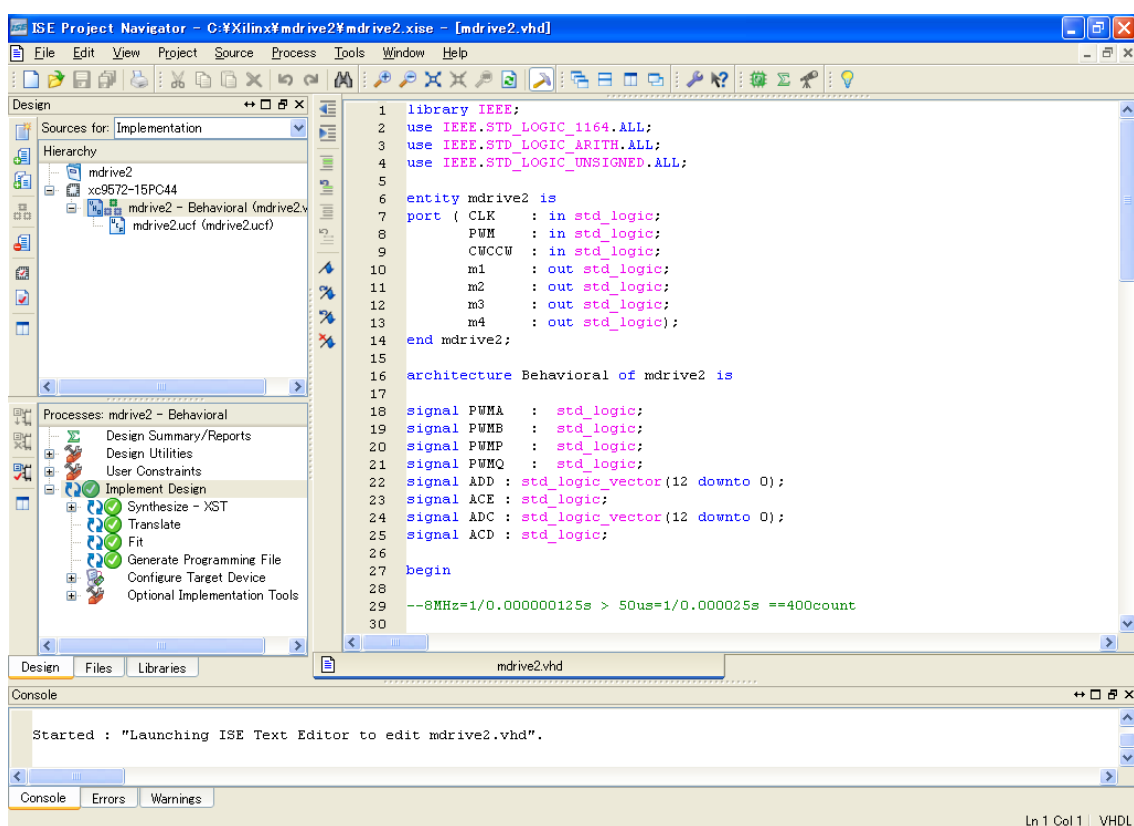 ISE Project Navigator - C:¥Xilinx¥mdrive2¥mdrive2.xise - [mdrive2.vhd]
File Edit View Project Source Process Tools Window Help
Design
Sources for: Implementation
Hierarchy
mdrive2
xc9572-15PC44
mdrive2 - Behavioral (mdrive2.v
mdrive2.ucf (mdrive2.ucf)
Processes: mdrive2 - Behavioral
Design Summary/Reports
Design Utilities
User Constraints
Implement Design
Synthesize - XST
Translate
Fit
Generate Programming File
Configure Target Device
Optional Implementation Tools
Design Files Libraries
1 library IEEE;
2 use IEEE.STD_LOGIC_1164.ALL;
3 use IEEE.STD_LOGIC_ARITH.ALL;
4 use IEEE.STD_LOGIC_UNSIGNED.ALL;
5
6 entity mdrive2 is
7 port ( CLK : in std_logic;
8 PWM : in std_logic;
9 CWCCW : in std_logic;
10 m1 : out std_logic;
11 m2 : out std_logic;
12 m3 : out std_logic;
13 m4 : out std_logic);
14 end mdrive2;
15
16 architecture Behavioral of mdrive2 is
17
18 signal PWMA : std_logic;
19 signal PWMB : std_logic;
20 signal PWMP : std_logic;
21 signal PWMQ : std_logic;
22 signal ADD : std_logic_vector(12 downto 0);
23 signal ACE : std_logic;
24 signal ADC : std_logic_vector(12 downto 0);
25 signal ACD : std_logic;
26
27 begin
28
29 --8MHz=1/0.000000125s > 50us=1/0.000025s ==400count
30
mdrive2.vhd
Console
Started : "Launching ISE Text Editor to edit mdrive2.vhd".
Console Errors Warnings
Ln 1 Col 1 VHDL